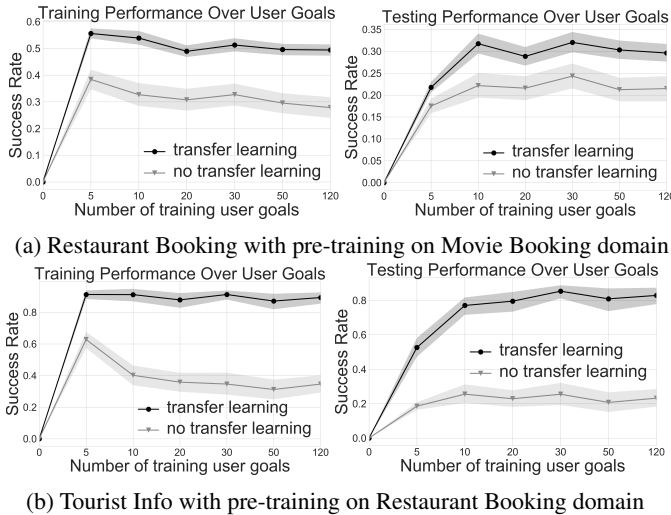 Training Performance Over User Goals
Success Rate
0.6
0.5
0.4
0.3
0.2
0.1
0.0
0 5 10 20 30 50 120
transfer learning
no transfer learning
Number of training user goals
Testing Performance Over User Goals
Success Rate
0.35
0.30
0.25
0.20
0.15
0.10
0.05
0.00
0 5 10 20 30 50 120
transfer learning
no transfer learning
Number of training user goals
(a) Restaurant Booking with pre-training on Movie Booking domain
Training Performance Over User Goals
Success Rate
0.8
0.6
0.4
0.2
0.0
0 5 10 20 30 50 120
transfer learning
no transfer learning
Number of training user goals
Testing Performance Over User Goals
Success Rate
0.8
0.6
0.4
0.2
0.0
0 5 10 20 30 50 120
transfer learning
no transfer learning
Number of training user goals
(b) Tourist Info with pre-training on Restaurant Booking domain